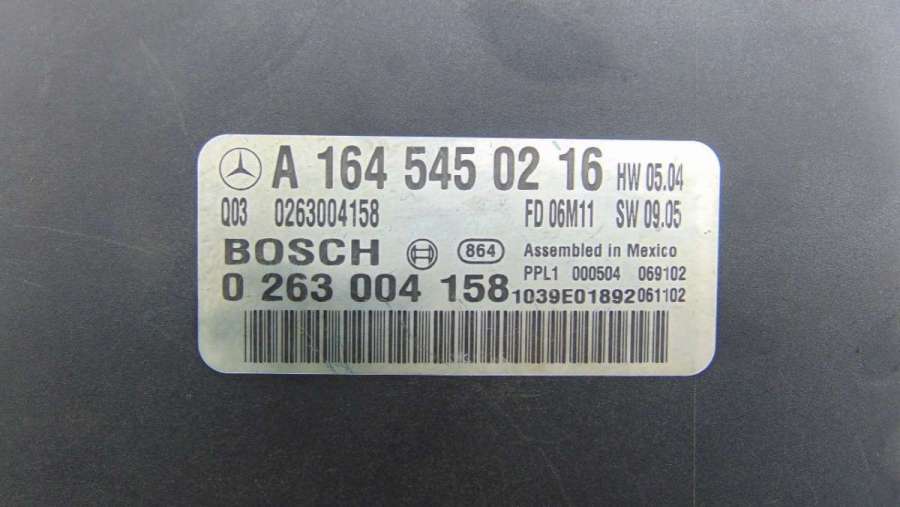 A 164 545 02 16 HW 05.04
Q03 0263004158 FD 06M11 SW 09.05
BOSCH 864 Assembled in Mexico
PPL1 000504 069102
0 263 004 158 1039E01892 061102